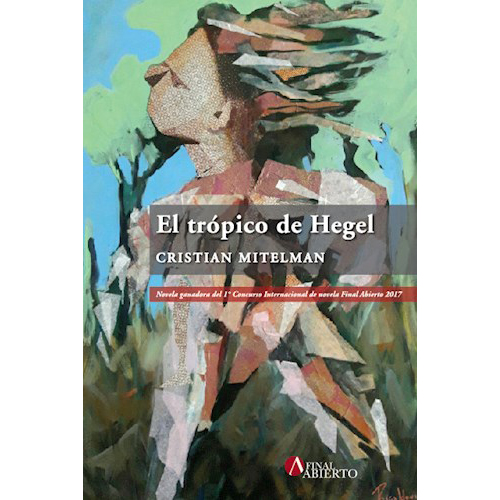 El trópico de Hegel
CRISTIAN MITELMAN
Novela ganadora del 1° Concurso Internacional de novela Final Abierto 2017
FINAL
ABIERTO